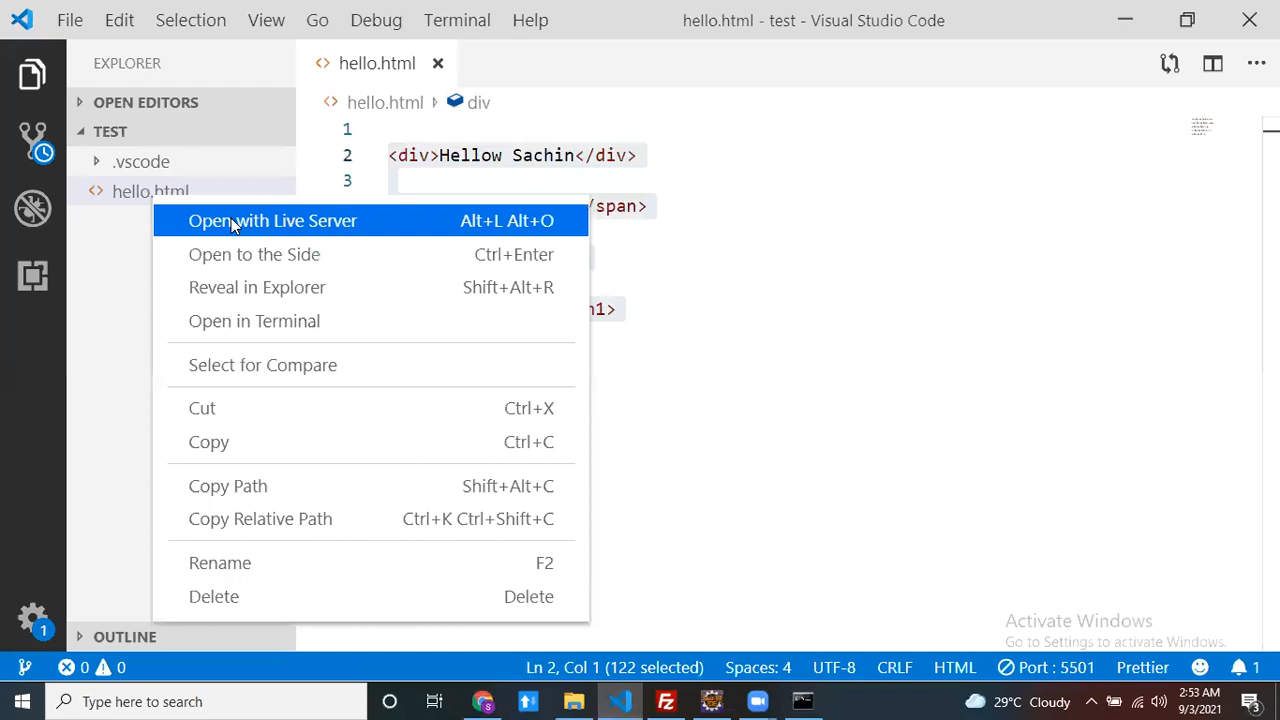 File Edit Selection View Go Debug Terminal Help hello.html - test - Visual Studio Code
EXPLORER
OPEN EDITORS
TEST
.vscode
hello.html
OUTLINE
hello.html
hello.html div
1
2 <div>Hellow Sachin</div>
3
/span>
1>
Open with Live Server Alt+L Alt+O
Open to the Side Ctrl+Enter
Reveal in Explorer Shift+Alt+R
Open in Terminal
Select for Compare
Cut Ctrl+X
Copy Ctrl+C
Copy Path Shift+Alt+C
Copy Relative Path Ctrl+K Ctrl+Shift+C
Rename F2
Delete Delete
Activate Windows
Go to Settings to activate Windows.
1
0 0 Ln 2, Col 1 (122 selected) Spaces: 4 UTF-8 CRLF HTML Port : 5501 Prettier 1
Type here to search 29°C Cloudy 2:53 AM
9/3/2021 3